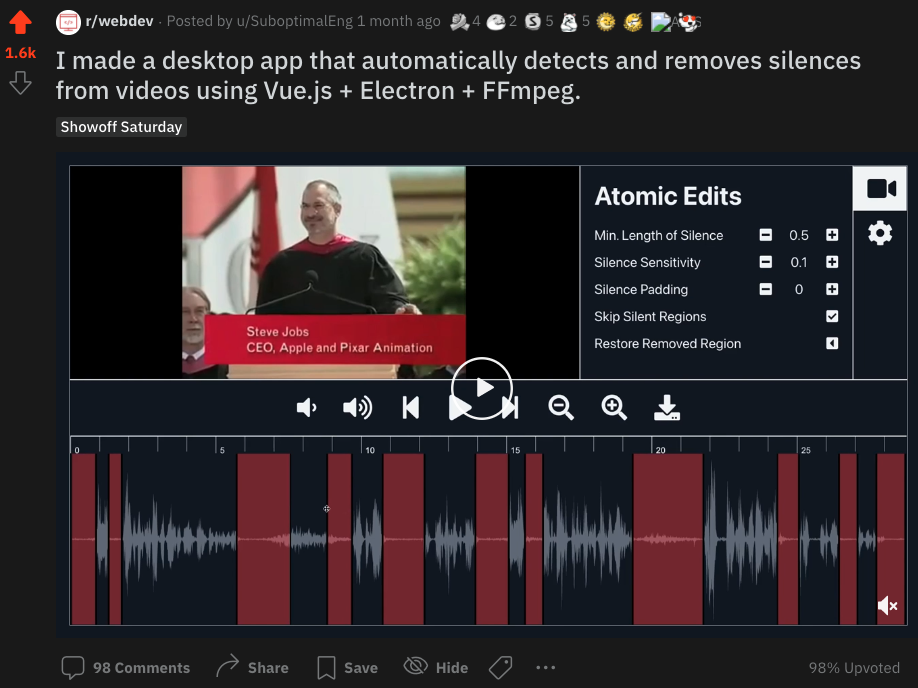 r/webdev · Posted by u/SuboptimalEng 1 month ago 4 2 5 5
1.6k
I made a desktop app that automatically detects and removes silences
from videos using Vue.js + Electron + FFmpeg.
Showoff Saturday
Steve Jobs
CEO, Apple and Pixar Animation
Atomic Edits
Min. Length of Silence 0.5
Silence Sensitivity 0.1
Silence Padding 0
Skip Silent Regions
Restore Removed Region
0 5 10 15 20 25
98 Comments Share Save Hide ··· 98% Upvoted